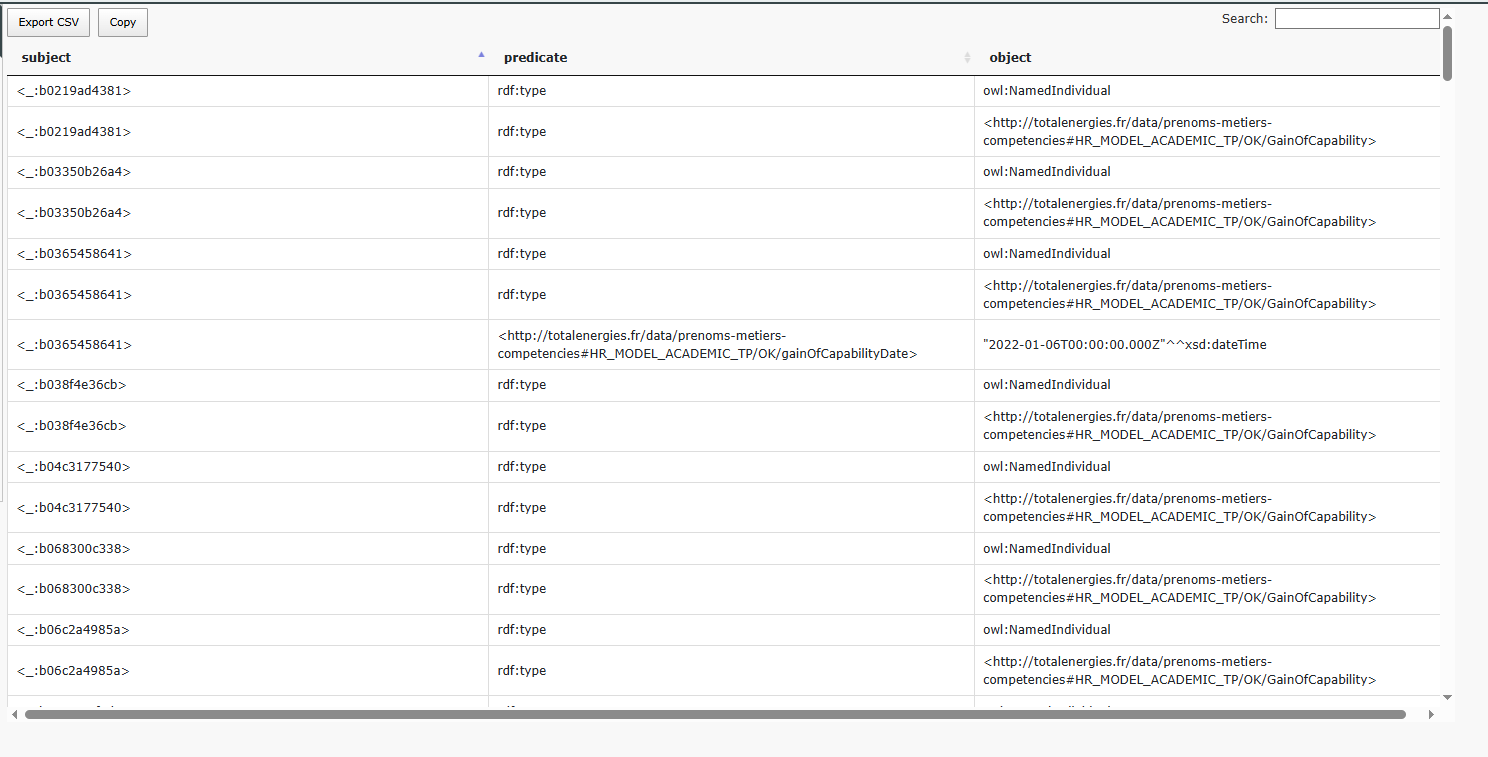 Export CSV Copy Search:
subject predicate object
<_:b0219ad4381> rdf:type owl:NamedIndividual
<_:b0219ad4381> rdf:type <http://totalenergies.fr/data/prenoms-metiers-
competencies#HR_MODEL_ACADEMIC_TP/OK/GainOfCapability>
<_:b03350b26a4> rdf:type owl:NamedIndividual
<_:b03350b26a4> rdf:type <http://totalenergies.fr/data/prenoms-metiers-
competencies#HR_MODEL_ACADEMIC_TP/OK/GainOfCapability>
<_:b0365458641> rdf:type owl:NamedIndividual
<_:b0365458641> rdf:type <http://totalenergies.fr/data/prenoms-metiers-
competencies#HR_MODEL_ACADEMIC_TP/OK/GainOfCapability>
<_:b0365458641> <http://totalenergies.fr/data/prenoms-metiers-
competencies#HR_MODEL_ACADEMIC_TP/OK/gainOfCapabilityDate> "2022-01-06T00:00:00.000Z"^^xsd:dateTime
<_:b038f4e36cb> rdf:type owl:NamedIndividual
<_:b038f4e36cb> rdf:type <http://totalenergies.fr/data/prenoms-metiers-
competencies#HR_MODEL_ACADEMIC_TP/OK/GainOfCapability>
<_:b04c3177540> rdf:type owl:NamedIndividual
<_:b04c3177540> rdf:type <http://totalenergies.fr/data/prenoms-metiers-
competencies#HR_MODEL_ACADEMIC_TP/OK/GainOfCapability>
<_:b068300c338> rdf:type owl:NamedIndividual
<_:b068300c338> rdf:type <http://totalenergies.fr/data/prenoms-metiers-
competencies#HR_MODEL_ACADEMIC_TP/OK/GainOfCapability>
<_:b06c2a4985a> rdf:type owl:NamedIndividual
<_:b06c2a4985a> rdf:type <http://totalenergies.fr/data/prenoms-metiers-
competencies#HR_MODEL_ACADEMIC_TP/OK/GainOfCapability>